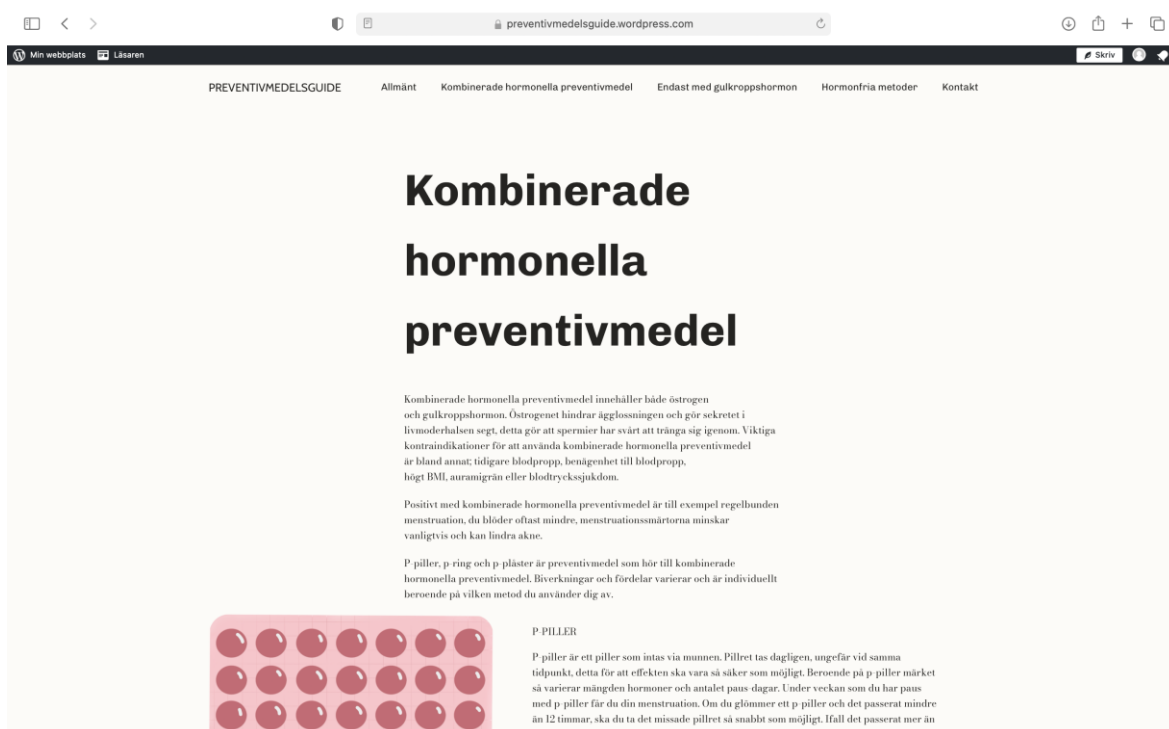 preventivmedelsguide.wordpress.com
Min webbplats Läsaren Skriv
PREVENTIVMEDELSGUIDE Allmänt Kombinerade hormonella preventivmedel Endast med gulkroppshormon Hormonfria metoder Kontakt
Kombinerade
hormonella
preventivmedel
Kombinerade hormonella preventivmedel innehåller både östrogen
och gulkroppshormon. Östrogenet hindrar ägglossningen och gör sekretet i
livmoderhalsen segt, detta gör att spermier har svårt att tränga sig igenom. Viktiga
kontraindikationer för att använda kombinerade hormonella preventivmedel
är bland annat; tidigare blodpropp, benägenhet till blodpropp,
högt BMI, auramigrän eller blodtryckssjukdom.
Positivt med kombinerade hormonella preventivmedel är till exempel regelbunden
menstruation, du blöder oftast mindre, menstruationssmärtorna minskar
vanligtvis och kan lindra akne.
P-piller, p-ring och p-plåster är preventivmedel som hör till kombinerade
hormonella preventivmedel. Biverkningar och fördelar varierar och är individuellt
beroende på vilken metod du använder dig av.
P-PILLER
P-piller är ett piller som intas via munnen. Pillret tas dagligen, ungefär vid samma
tidpunkt, detta för att effekten ska vara så säker som möjligt. Beroende på p-piller märket
så varierar mängden hormoner och antalet paus-dagar. Under veckan som du har paus
med p-piller får du din menstruation. Om du glömmer ett p-piller och det passerat mindre
än 12 timmar, ska du ta det missade pillret så snabbt som möjligt. Ifall det passerat mer än